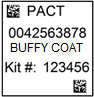 PACT
0042563878
BUFFY COAT
Kit #: 123456